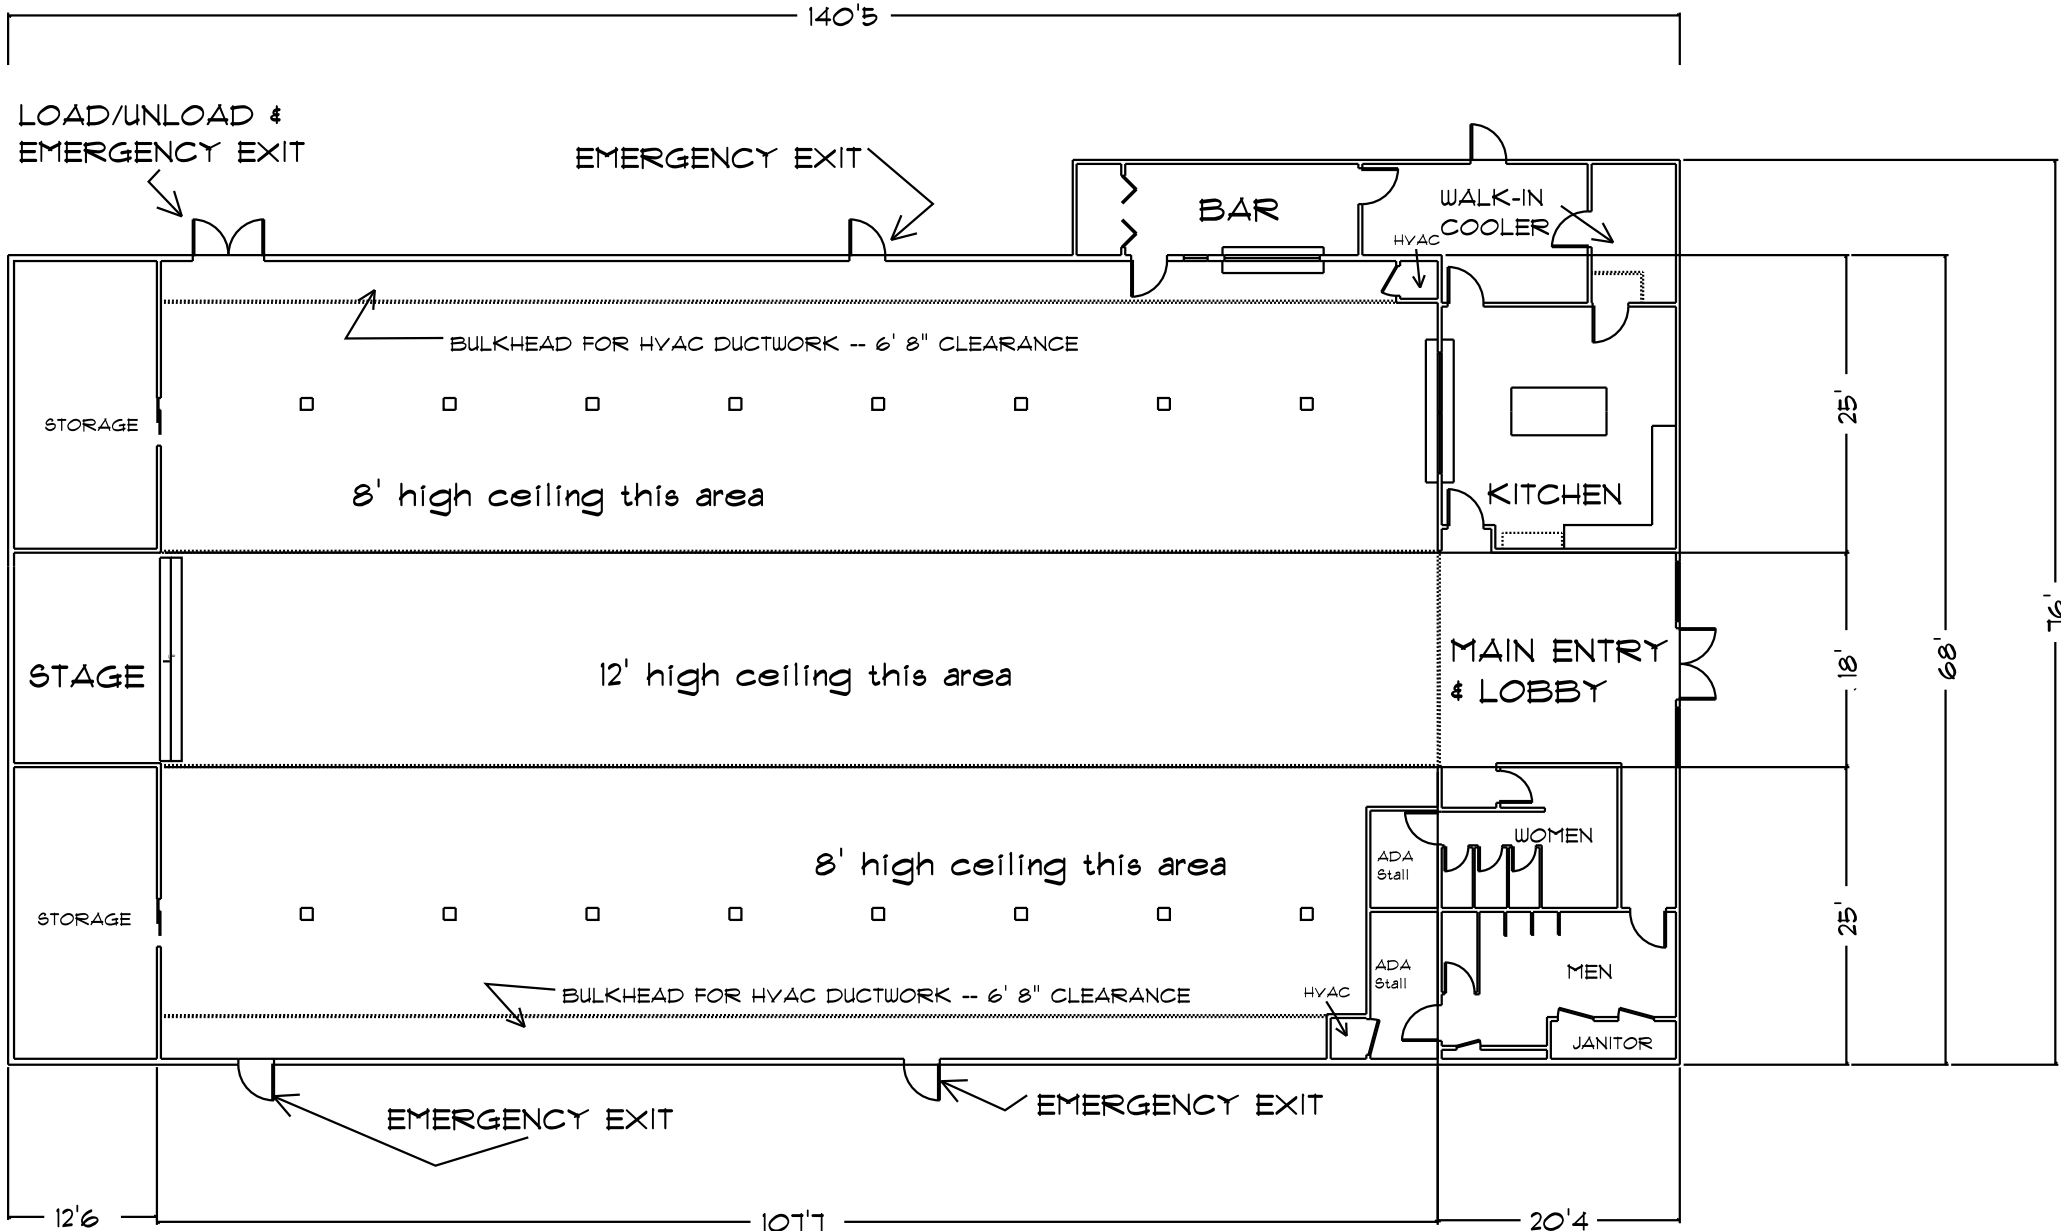 140'5
LOAD/UNLOAD &
EMERGENCY EXIT
EMERGENCY EXIT
BAR
WALK-IN
COOLER
HVAC
BULKHEAD FOR HVAC DUCTWORK -- 6' 8" CLEARANCE
STORAGE
25'
8' high ceiling this area
KITCHEN
76'
STAGE
12' high ceiling this area
MAIN ENTRY
& LOBBY
18'
68'
WOMEN
8' high ceiling this area
ADA
Stall
STORAGE
25'
ADA
Stall
MEN
BULKHEAD FOR HVAC DUCTWORK -- 6' 8" CLEARANCE
HVAC
JANITOR
EMERGENCY EXIT
EMERGENCY EXIT
12'6
107'7
20'4